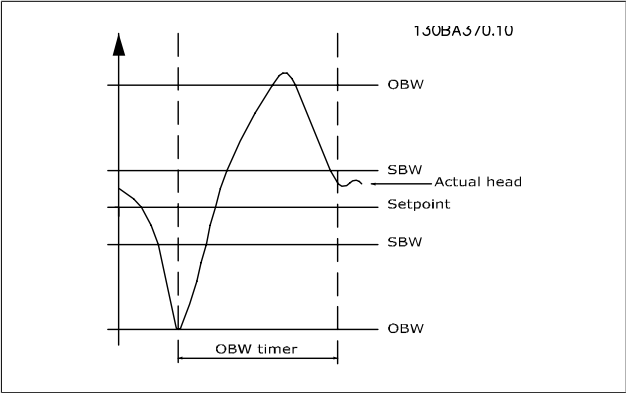 130BA370.10
OBW
SBW
Actual head
Setpoint
SBW
OBW
OBW timer